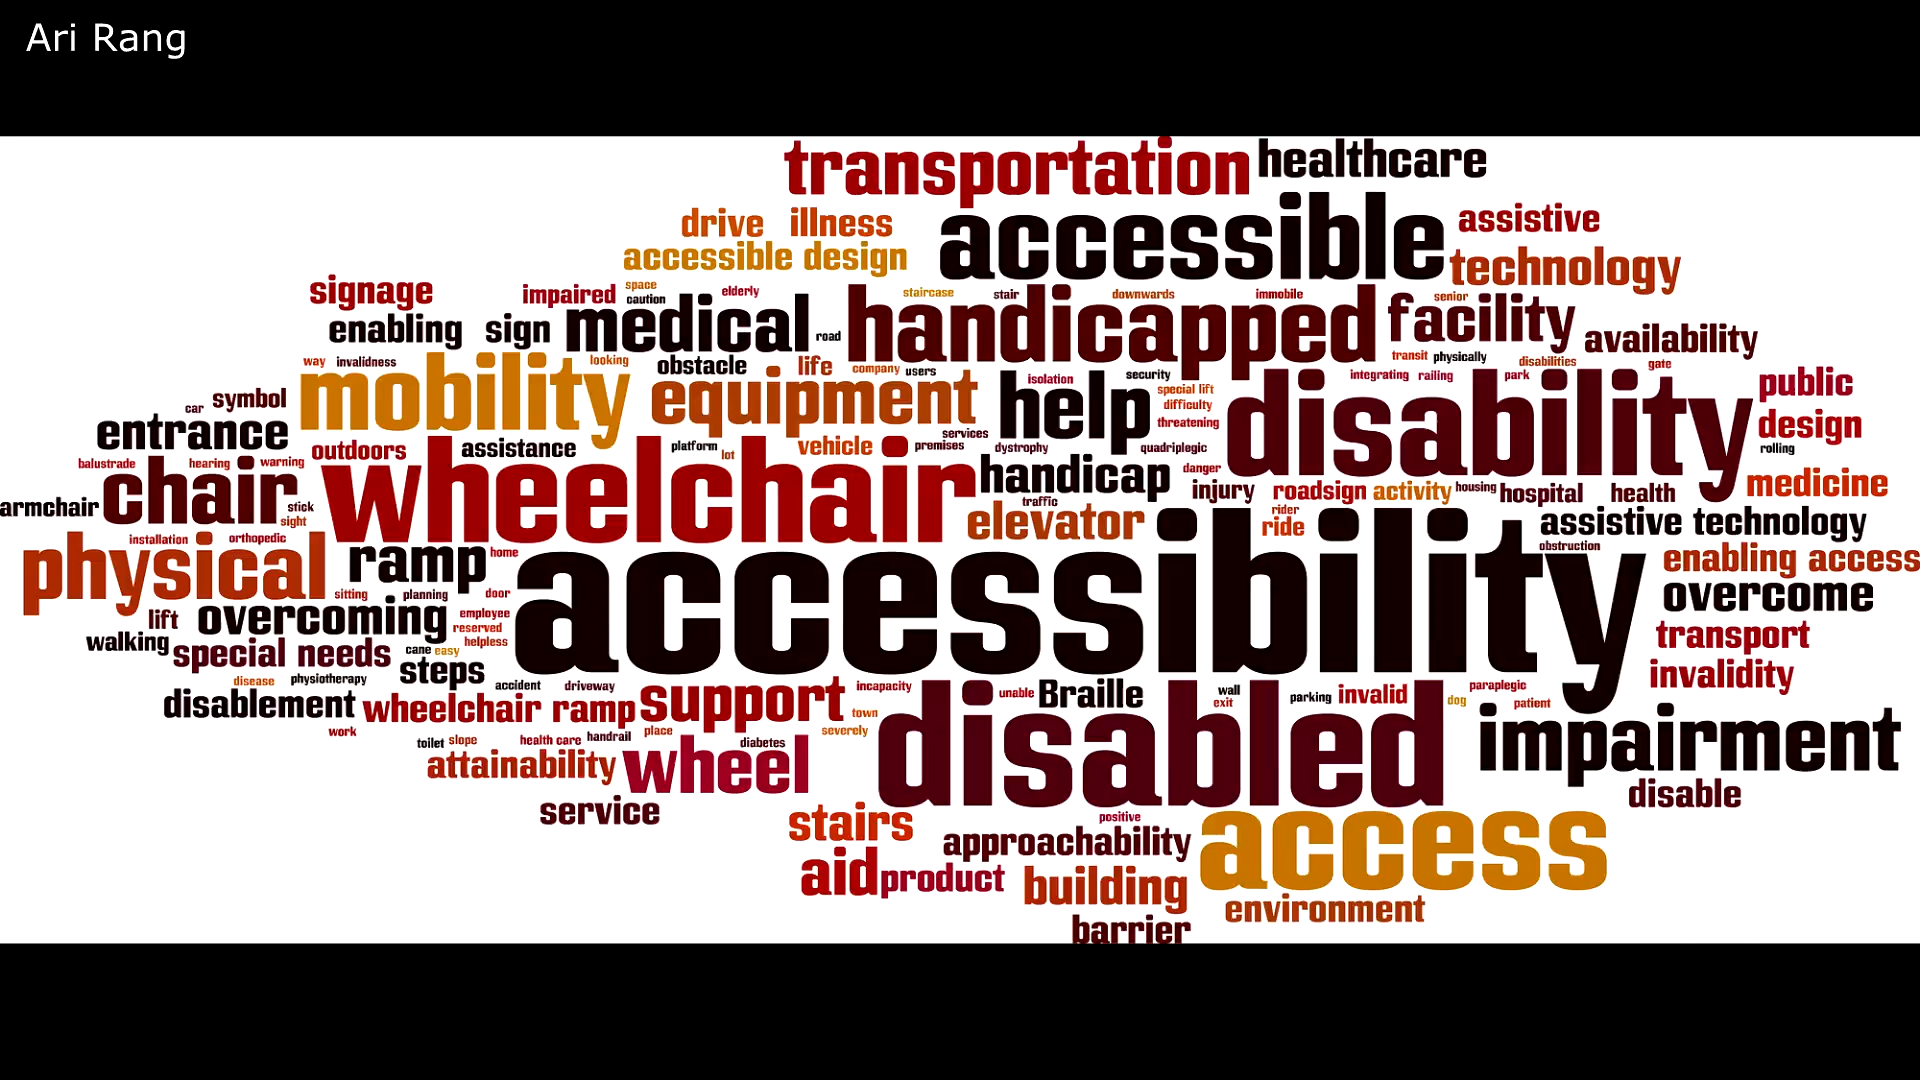 Ari Rang
transportation healthcare
drive illness accessible assistive
accessible design technology
signage impaired space caution elderly staircase stair downwards immobile senior
enabling sign medical road handicapped facility availability
way invalidness looking obstacle life company users transit physically disabilities gate
mobility equipment isolation security integrating railing park public
car symbol help special lift difficulty disability design
entrance outdoors assistance platform lot vehicle services premises dystrophy threatening quadriplegic rolling
balustrade hearing warning wheelchair handicap danger medicine
armchair chair stick sight traffic injury roadsign activity housing hospital health
installation orthopedic elevator rider ride assistive technology
physical ramp home accessibility obstruction enabling access
sitting planning door overcome
lift overcoming employee reserved transport
walking special needs cane easy helpless
disease physiotherapy steps accident driveway invalidity
disablement wheelchair ramp support incapacity unable Braille wall exit parking invalid dog paraplegic patient
work toilet slope health care handrail place town severely disabled impairment
attainability wheel diabetes disable
service stairs positive access
approachability
aid product building
environment
barrier